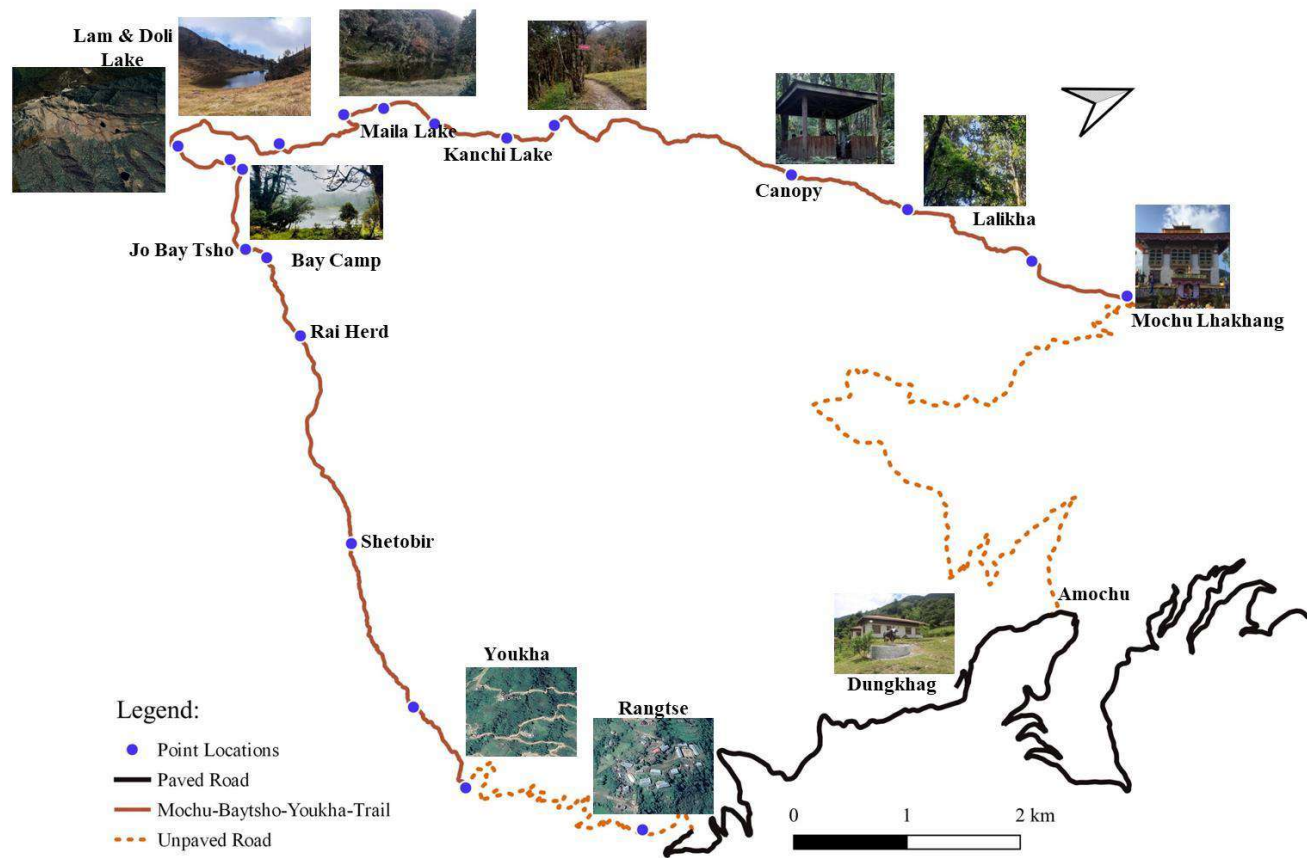 Lam & Doli
Lake
Maila Lake
Kanchi Lake
Canopy
Lalikha
Mochu Lhakhang
Jo Bay Tsho
Bay Camp
Rai Herd
Shetobir
Amochu
Dungkhag
Youkha
Rangtse
Legend:
Point Locations
Paved Road
Mochu-Baytsho-Youkha-Trail
Unpaved Road
0 1 2 km